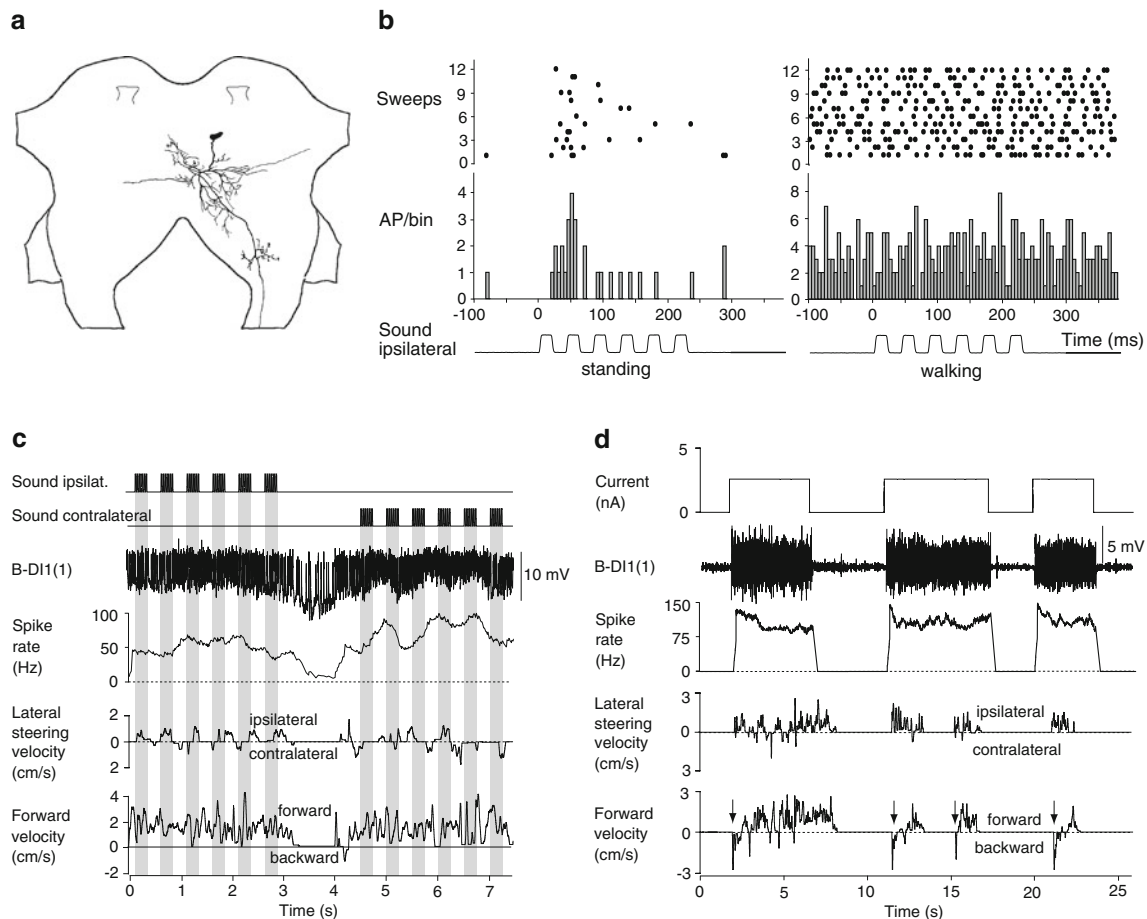 a
b
Sweeps
12
9
6
3
0
AP/bin
4
3
2
1
0
-100 0 100 200 300
Sound
ipsilateral
standing
12
9
6
3
0
8
6
4
2
0
-100 0 100 200 300
Time (ms)
walking
c
Sound ipsilat.
Sound contralateral
B-DI1(1)
10 mV
Spike
rate
(Hz)
100
50
0
Lateral
steering
velocity
(cm/s)
2
0
2
ipsilateral
contralateral
Forward
velocity
(cm/s)
4
2
0
-2
forward
backward
0 1 2 3 4 5 6 7
Time (s)
d
Current
(nA)
5
0
B-DI1(1)
5 mV
Spike
rate
(Hz)
150
75
0
Lateral
steering
velocity
(cm/s)
3
0
3
ipsilateral
contralateral
Forward
velocity
(cm/s)
3
0
-3
forward
backward
0 5 10 15 20 25
Time (s)